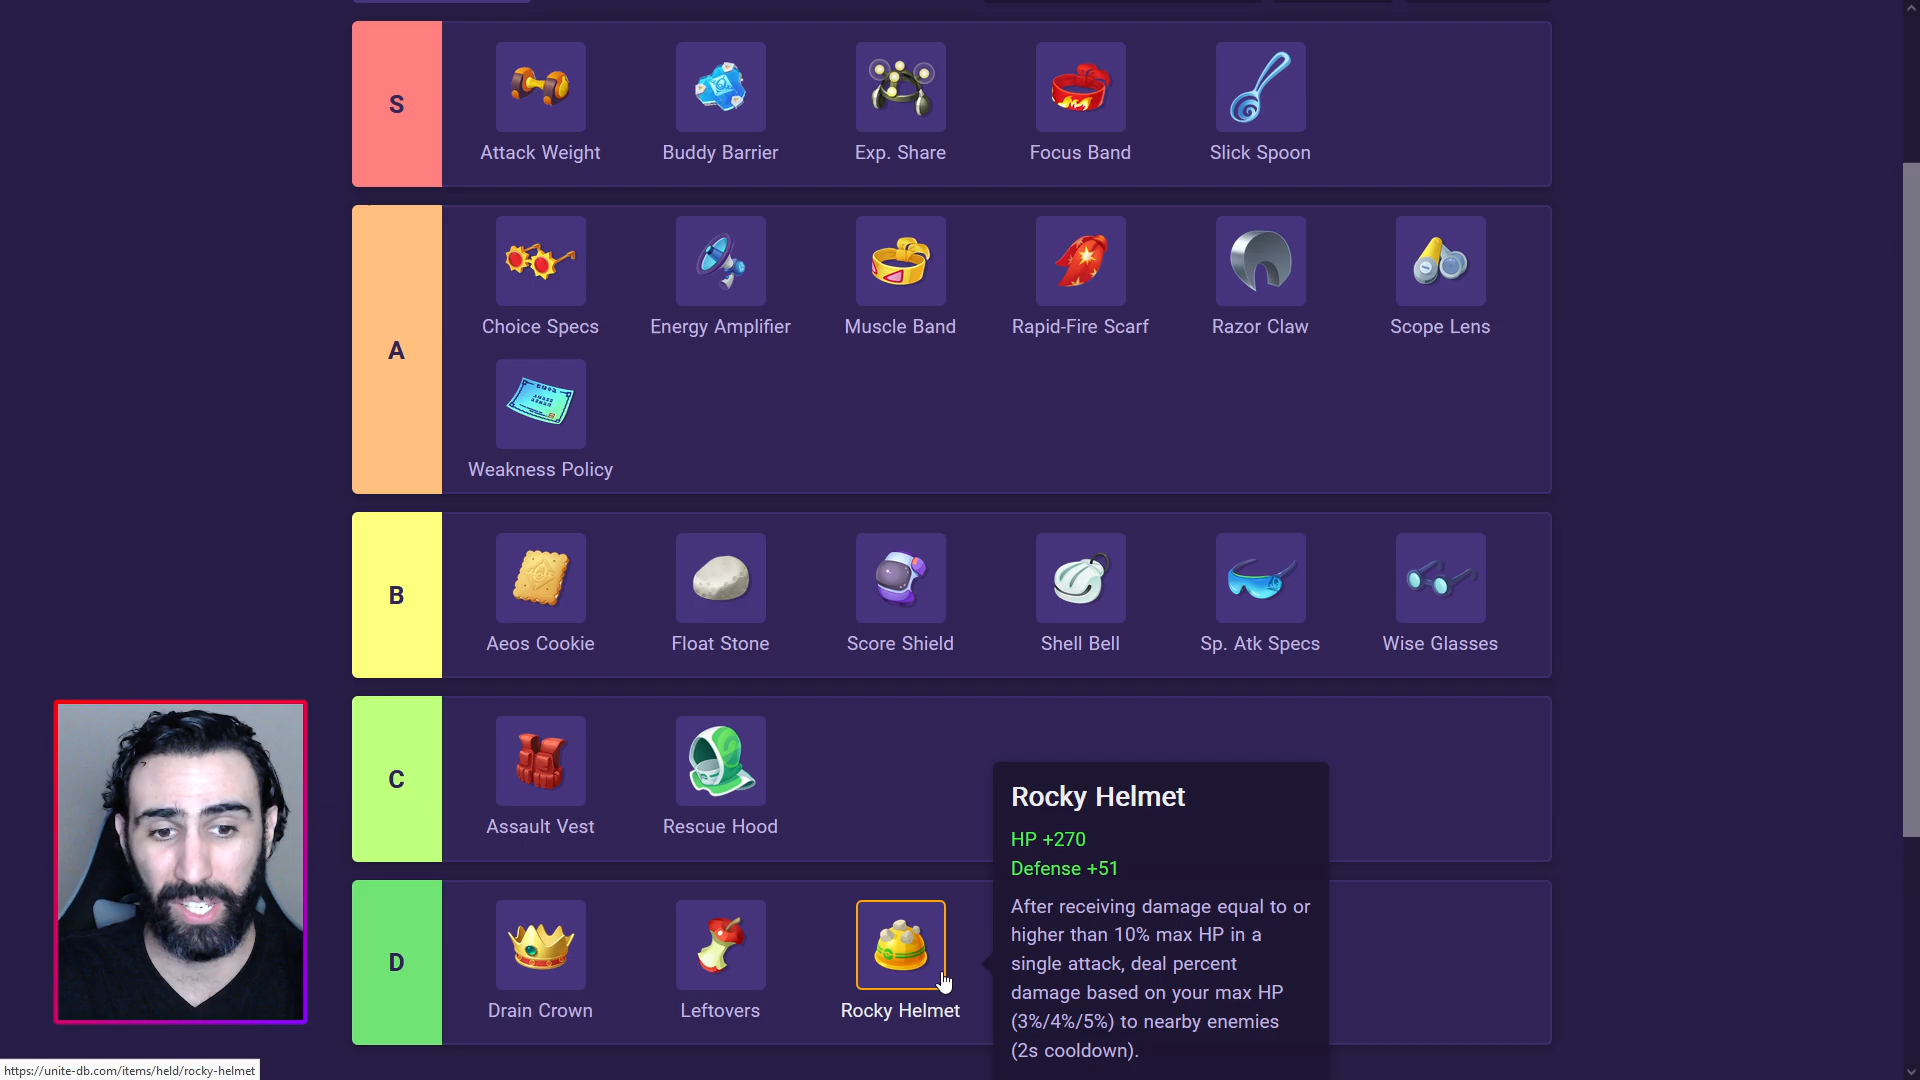 S
Attack Weight
Buddy Barrier
Exp. Share
Focus Band
Slick Spoon
A
Choice Specs
Energy Amplifier
Muscle Band
Rapid-Fire Scarf
Razor Claw
Scope Lens
Weakness Policy
B
Aeos Cookie
Float Stone
Score Shield
Shell Bell
Sp. Atk Specs
Wise Glasses
C
Assault Vest
Rescue Hood
D
Drain Crown
Leftovers
Rocky Helmet
Rocky Helmet
HP +270
Defense +51
After receiving damage equal to or
higher than 10% max HP in a
single attack, deal percent
damage based on your max HP
(3%/4%/5%) to nearby enemies
(2s cooldown).
https://unite-db.com/items/held/rocky-helmet